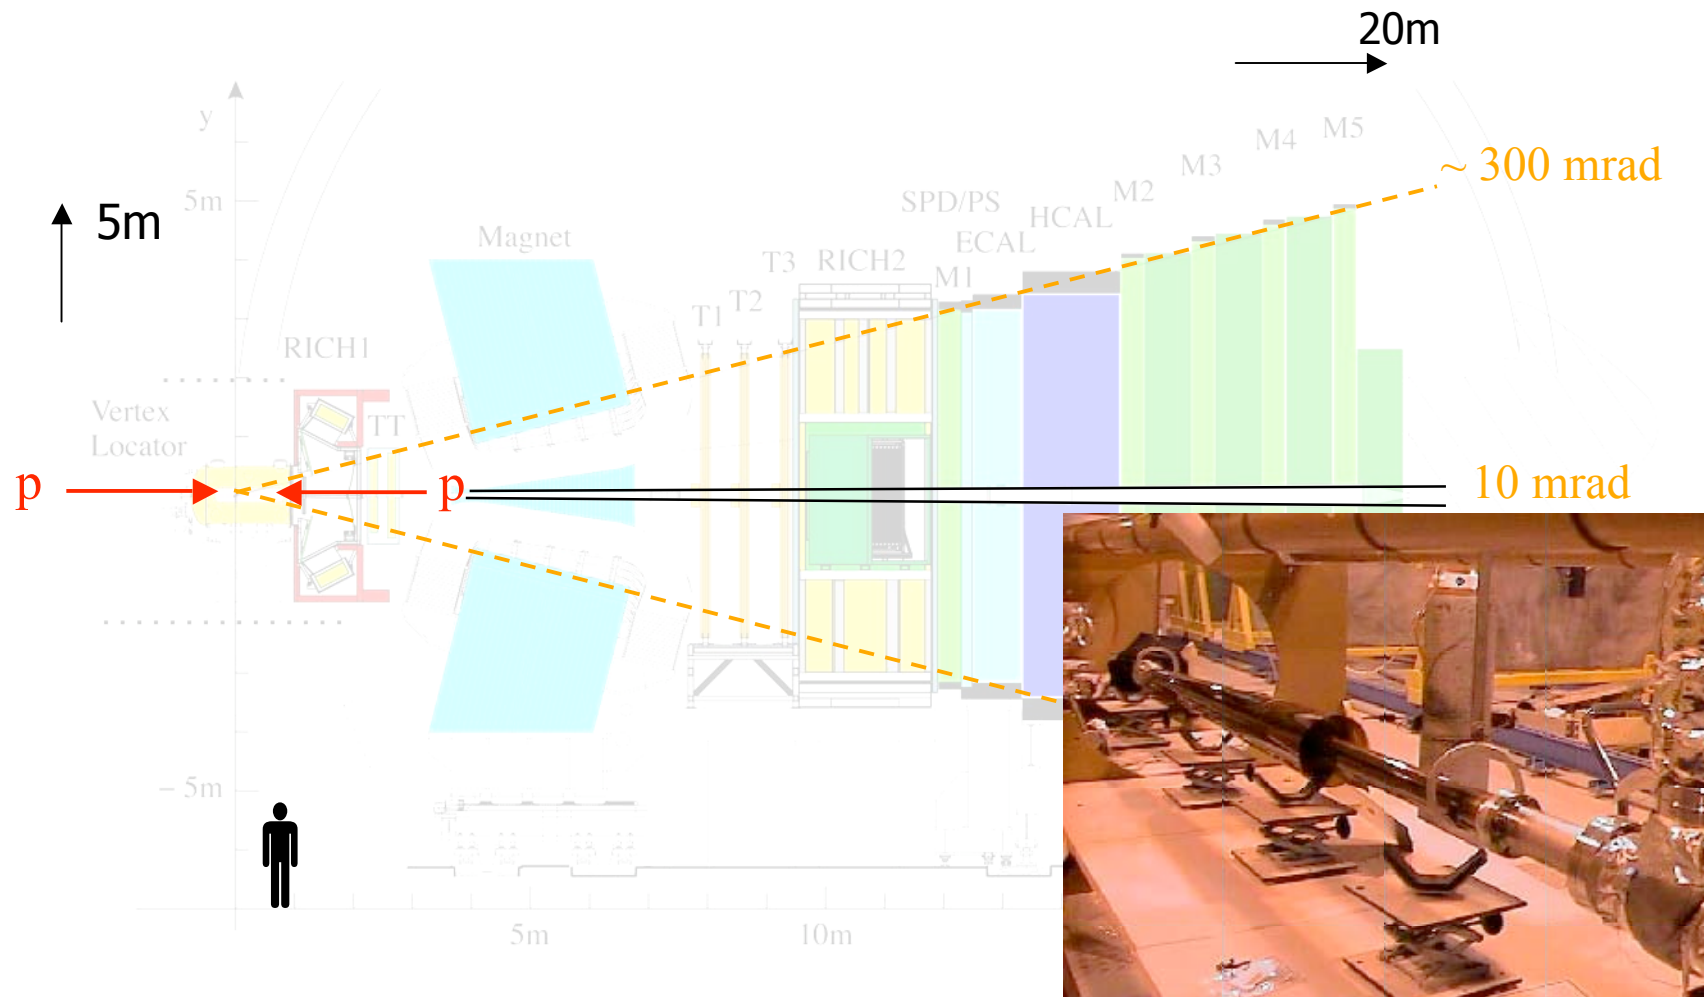 20m
y
5m
5m
~ 300 mrad
M5
M4
M3
M2
HCAL
SPD/PS
ECAL
Magnet
RICH2
T3
M1
T2
T1
RICH1
TT
Vertex
Locator
p
p
10 mrad
− 5m
5m
10m